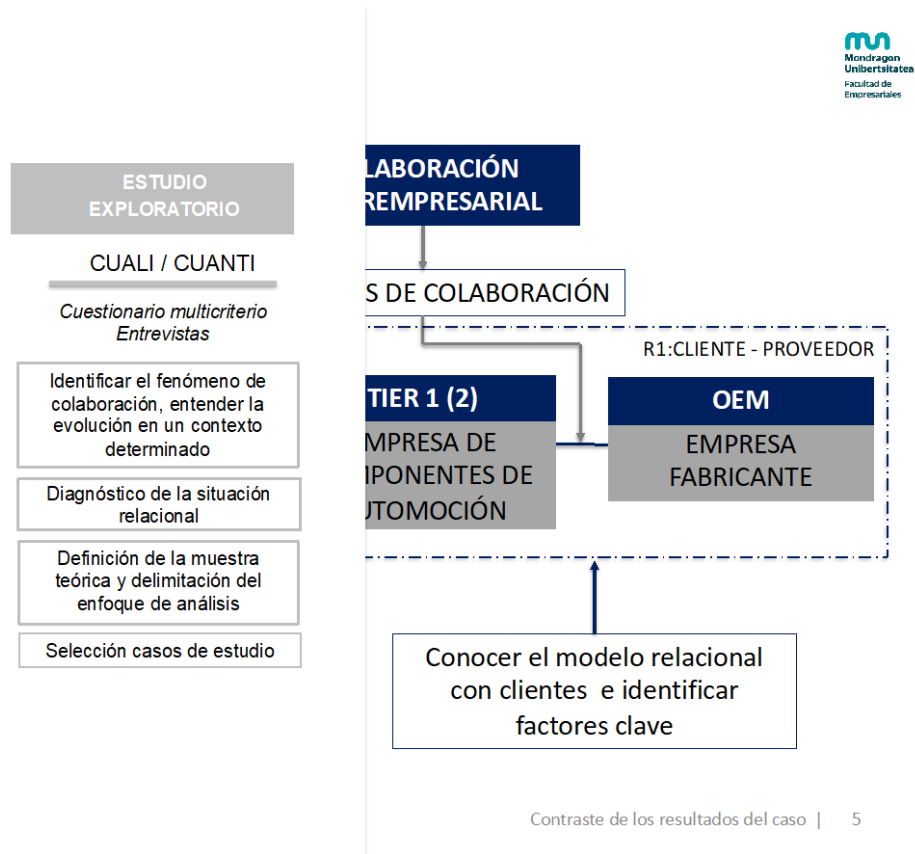 mun
Mondragon
Unibertsitatea
Facultad de
Empresariales
ESTUDIO
EXPLORATORIO
CUALI / CUANTI
Cuestionario multicriterio
Entrevistas
Identificar el fenómeno de
colaboración, entender la
evolución en un contexto
determinado
Diagnóstico de la situación
relacional
Definición de la muestra
teórica y delimitación del
enfoque de análisis
Selección casos de estudio
LABORACIÓN
REMPRESARIAL
S DE COLABORACIÓN
R1:CLIENTE - PROVEEDOR
TIER 1 (2)
MPRESA DE
MPONENTES DE
UTOMOCIÓN
OEM
EMPRESA
FABRICANTE
Conocer el modelo relacional
con clientes e identificar
factores clave
Contraste de los resultados del caso | 5